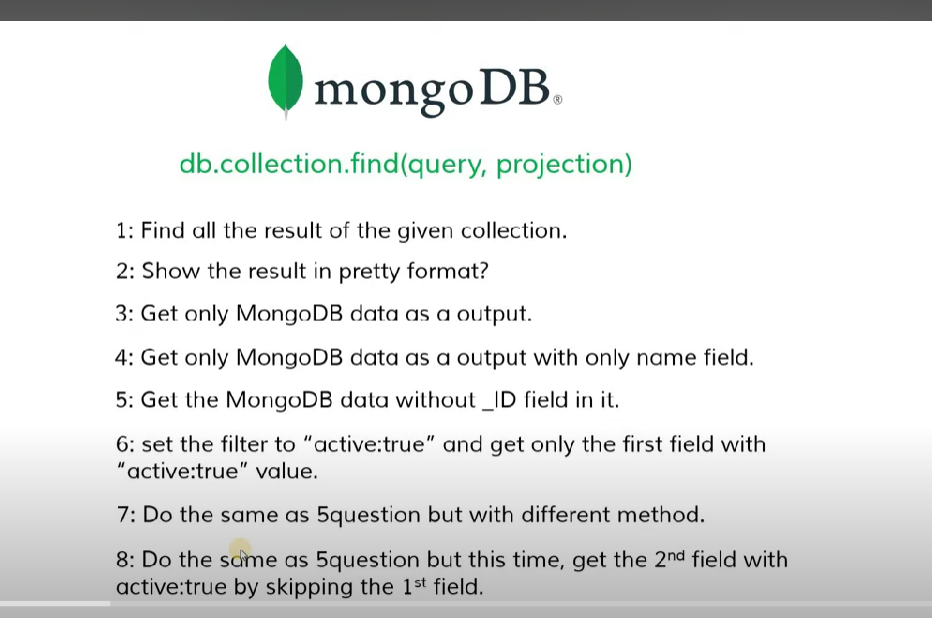 mongoDB®
db.collection.find(query, projection)
1: Find all the result of the given collection.
2: Show the result in pretty format?
3: Get only MongoDB data as a output.
4: Get only MongoDB data as a output with only name field.
5: Get the MongoDB data without _ID field in it.
6: set the filter to “active:true” and get only the first field with
“active:true” value.
7: Do the same as 5question but with different method.
8: Do the same as 5question but this time, get the 2nd field with
active:true by skipping the 1st field.